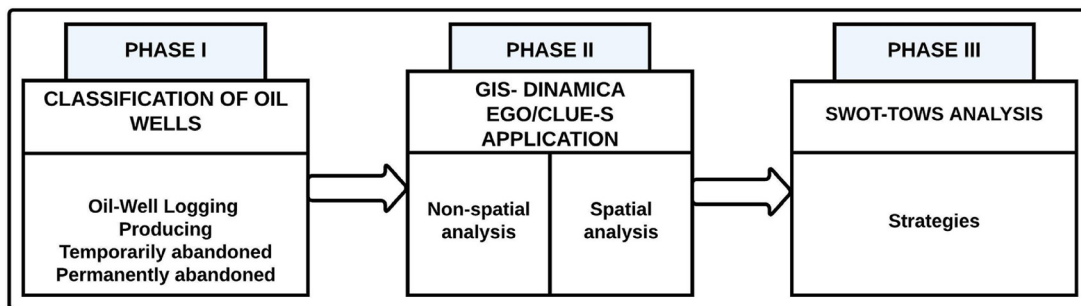 PHASE I
CLASSIFICATION OF OIL
WELLS
Oil-Well Logging
Producing
Temporarily abandoned
Permanently abandoned
PHASE II
GIS- DINAMICA
EGO/CLUE-S
APPLICATION
Non-spatial
analysis
Spatial
analysis
PHASE III
SWOT-TOWS ANALYSIS
Strategies